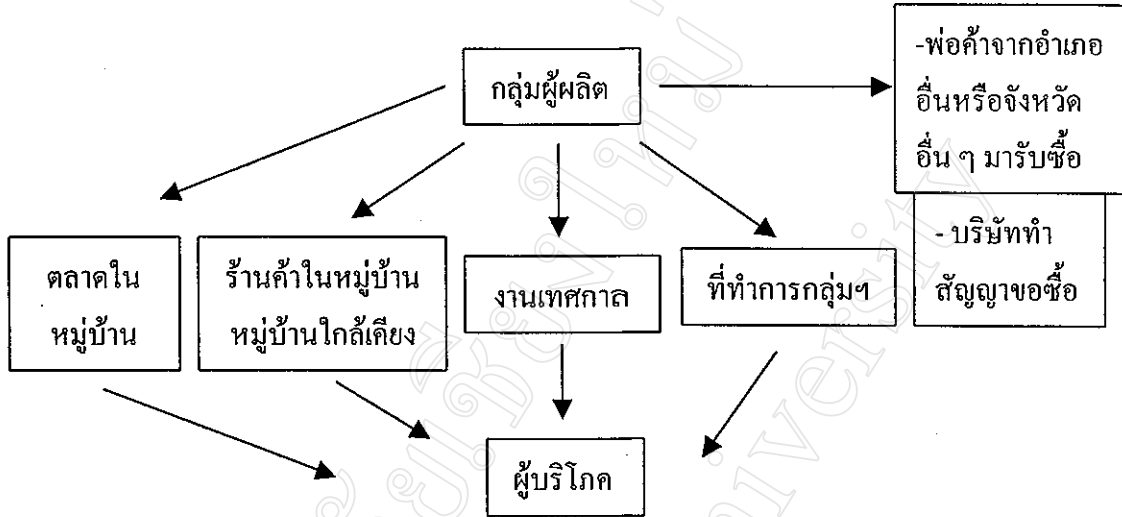 กลุ่มผู้ผลิต
-พ่อค้าจากอำเภอ
อื่นหรือจังหวัด
อื่น ๆ มารับซื้อ
- บริษัททำ
สัญญาขอซื้อ
ตลาดใน
หมู่บ้าน
ร้านค้าในหมู่บ้าน
หมู่บ้านใกล้เคียง
งานเทศกาล
ที่ทำการกลุ่มฯ
ผู้บริโภค
University